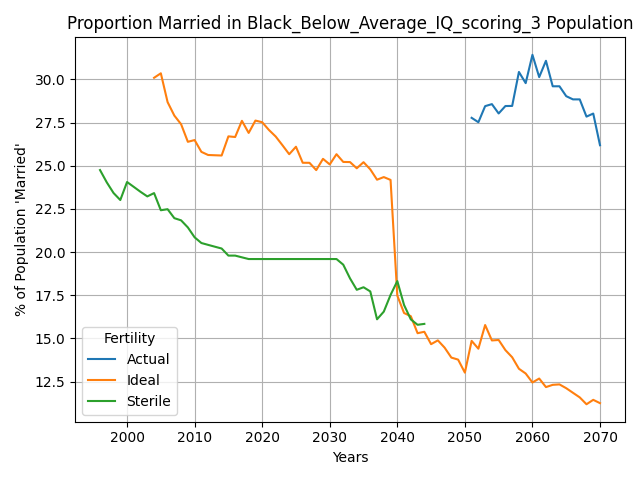 Proportion Married in Black_Below_Average_IQ_scoring_3 Population
% of Population 'Married'
30.0
27.5
25.0
22.5
20.0
17.5
15.0
12.5
Fertility
Actual
Ideal
Sterile
2000 2010 2020 2030 2040 2050 2060 2070
Years